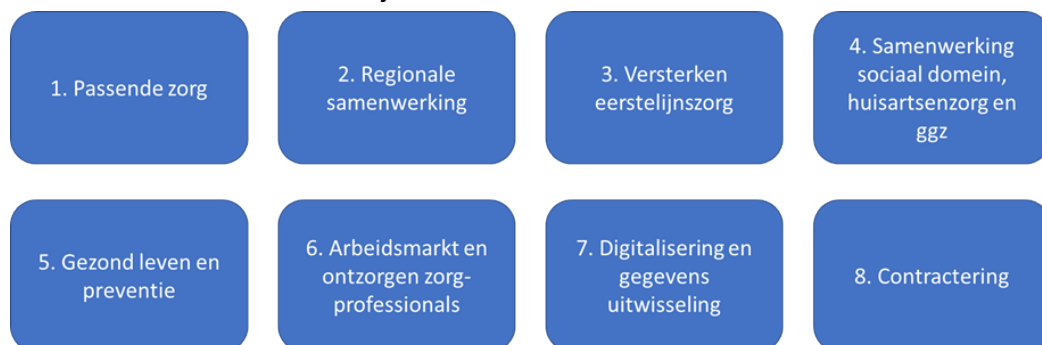 1. Passende zorg
2. Regionale
samenwerking
3. Versterken
eerstelijnszorg
4. Samenwerking
sociaal domein,
huisartsenzorg en
ggz
5. Gezond leven en
preventie
6. Arbeidsmarkt en
ontzorgen zorg-
professionals
7. Digitalisering en
gegevens
uitwisseling
8. Contractering